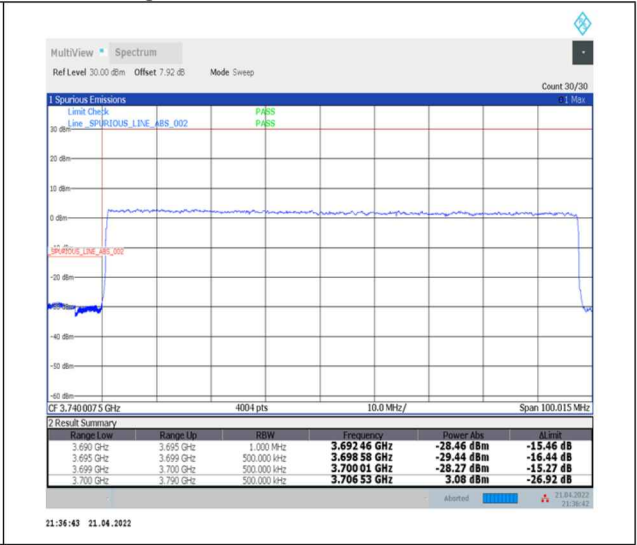 MultiView Spectrum
Ref Level 30.00 dBm Offset 7.92 dB Mode Sweep
Count 30/30
1 Spurious Emissions 1 Max
Limit Check PASS
Line _SPURIOUS_LINE_ABS_002 PASS
30 dBm
20 dBm
10 dBm
0 dBm
_SPURIOUS_LINE_ABS_002
-20 dBm
-40 dBm
-50 dBm
-60 dBm
CF 3.7400075 GHz 4004 pts 10.0 MHz/ Span 100.015 MHz
2 Result Summary
Range Low Range Up RBW Frequency Power Abs ΔLimit
3.690 GHz 3.695 GHz 1.000 MHz 3.692 46 GHz -28.46 dBm -15.46 dB
3.695 GHz 3.699 GHz 500.000 kHz 3.698 58 GHz -29.44 dBm -16.44 dB
3.699 GHz 3.700 GHz 500.000 kHz 3.700 01 GHz -28.27 dBm -15.27 dB
3.700 GHz 3.790 GHz 500.000 kHz 3.706 53 GHz 3.08 dBm -26.92 dB
Aborted 21.04.2022
21:36:42
21:36:43 21.04.2022